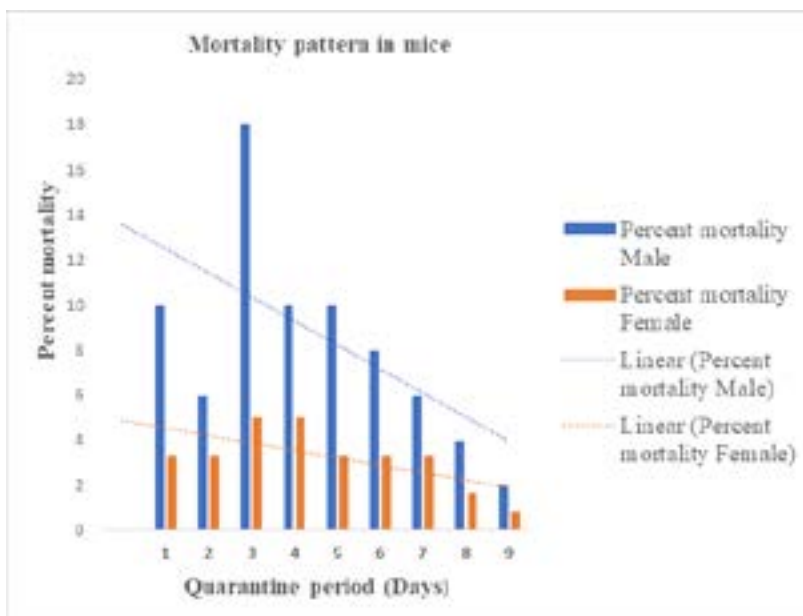 Mortality pattern in mice
20
18
16
14
12
10
8
6
4
2
0
Percent mortality
1 2 3 4 5 6 7 8 9
Quarantine period (Days)
Percent mortality
Male
Percent mortality
Female
Linear (Percent
mortality Male)
Linear (Percent
mortality Female)